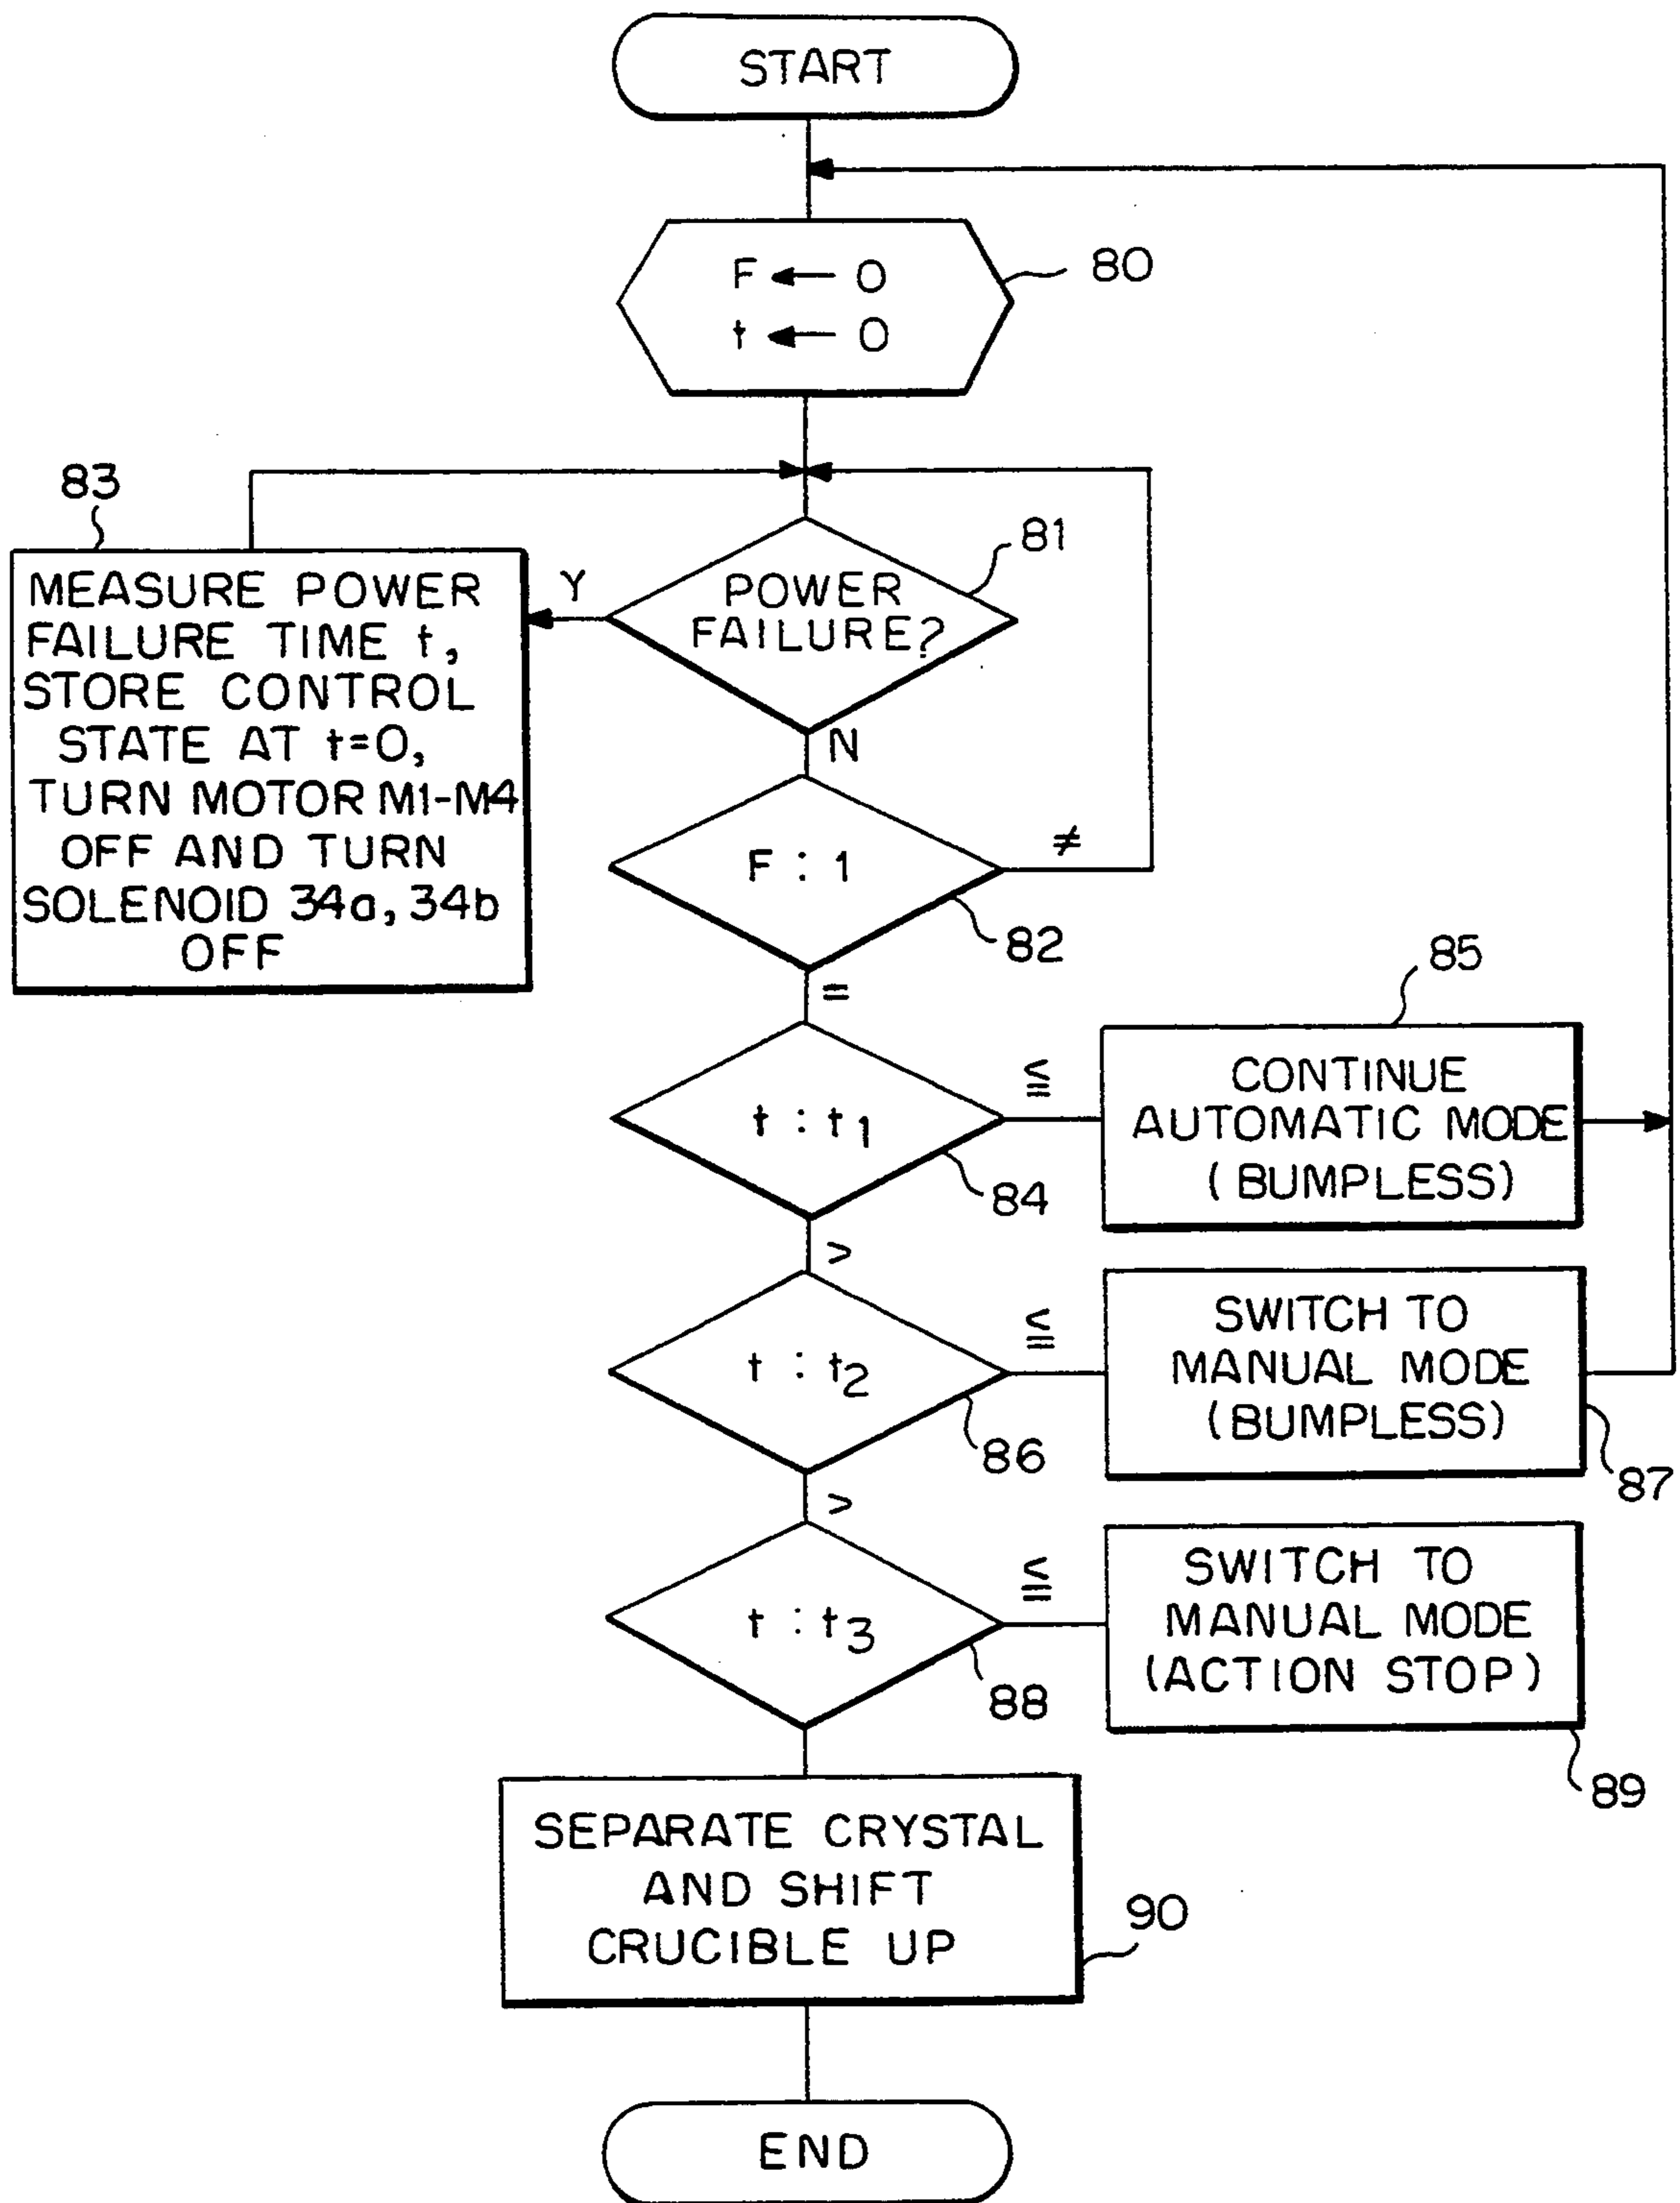 START
F ← 0
t ← 0
80
83
81
POWER
FAILURE?
Y
N
MEASURE POWER
FAILURE TIME t,
STORE CONTROL
STATE AT t=0,
TURN MOTOR M1-M4
OFF AND TURN
SOLENOID 34a, 34b
OFF
F : 1
≠
82
=
85
t : t1
≦
CONTINUE
AUTOMATIC MODE
(BUMPLESS)
84
>
t : t2
≦
SWITCH TO
MANUAL MODE
(BUMPLESS)
86
87
>
t : t3
≦
SWITCH TO
MANUAL MODE
(ACTION STOP)
88
89
SEPARATE CRYSTAL
AND SHIFT
CRUCIBLE UP
90
END